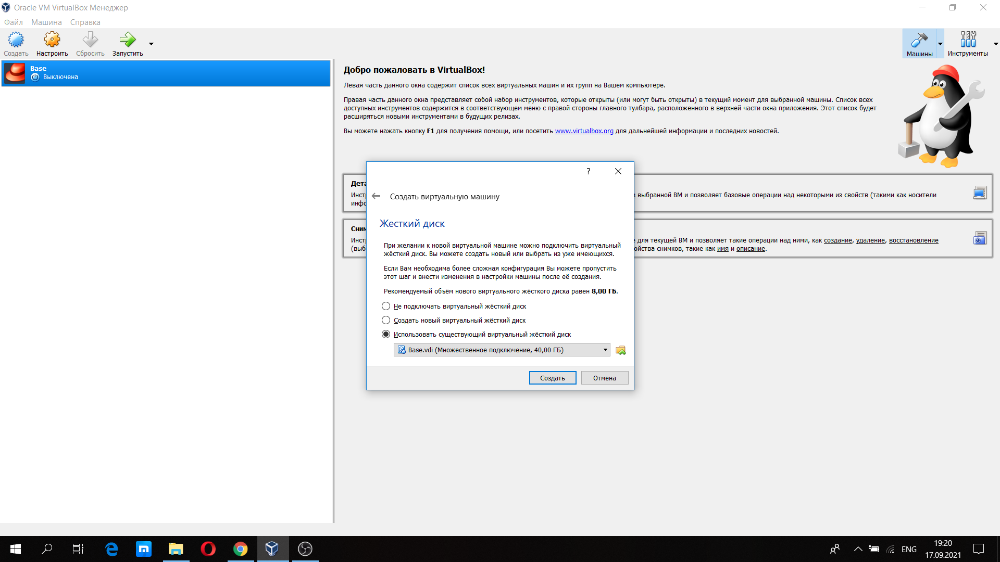 Oracle VM VirtualBox Менеджер
Файл Машина Справка
Создать Настроить Сбросить Запустить
Машины Инструменты
Base
Выключена
Добро пожаловать в VirtualBox!
Левая часть данного окна содержит список всех виртуальных машин и их групп на Вашем компьютере.
Правая часть данного окна представляет собой набор инструментов, которые открыты (или могут быть открыты) в текущий момент для выбранной машины. Список всех
доступных инструментов содержится в соответствующем меню с правой стороны главного тулбара, расположенного в верхней части окна приложения. Этот список будет
расширяться новыми инструментами в будущих релизах.
Вы можете нажать кнопку F1 для получения помощи, или посетить www.virtualbox.org для дальнейшей информации и последних новостей.
Дета
Инстр
выбранной ВМ и позволяет базовые операции над некоторыми из свойств (такими как носители
инфо
Сним
Инстр
для текущей ВМ и позволяет такие операции над ними, как создание, удаление, восстановление
(выбо
ойства снимков, такие как имя и описание.
?
Создать виртуальную машину
Жесткий диск
При желании к новой виртуальной машине можно подключить виртуальный
жёсткий диск. Вы можете создать новый или выбрать из уже имеющихся.
Если Вам необходима более сложная конфигурация Вы можете пропустить
этот шаг и внести изменения в настройки машины после её создания.
Рекомендуемый объём нового виртуального жёсткого диска равен 8,00 ГБ.
Не подключать виртуальный жёсткий диск
Создать новый виртуальный жёсткий диск
Использовать существующий виртуальный жёсткий диск
Base.vdi (Множественное подключение, 40,00 ГБ)
Создать Отмена
ENG
19:20
17.09.2021